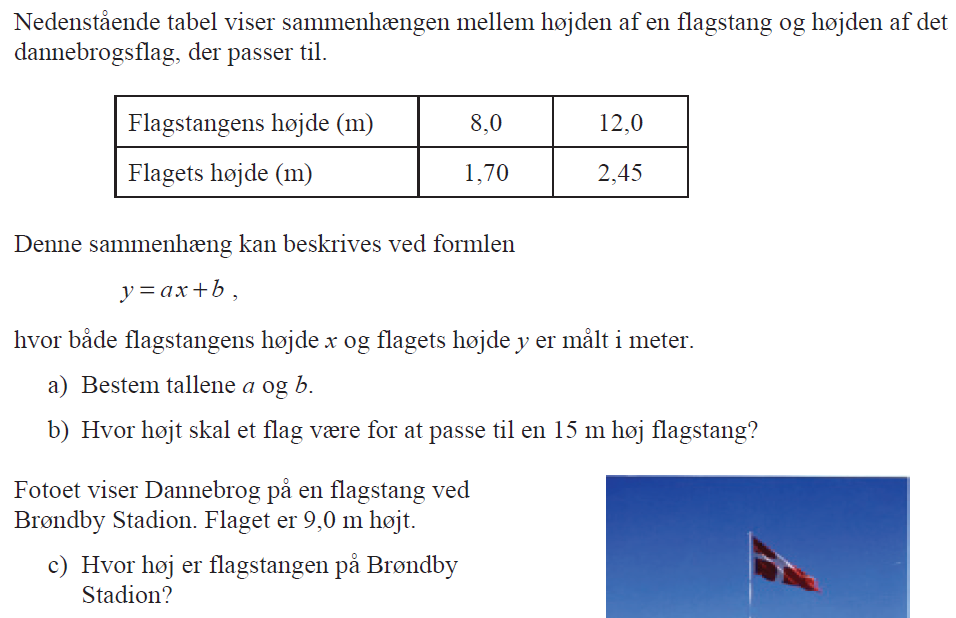 Nedenstående tabel viser sammenhængen mellem højden af en flagstang og højden af det
dannebrogsflag, der passer til.
Flagstangens højde (m) 8,0 12,0
Flagets højde (m) 1,70 2,45
Denne sammenhæng kan beskrives ved formlen
y = ax + b ,
hvor både flagstangens højde x og flagets højde y er målt i meter.
a) Bestem tallene a og b.
b) Hvor højt skal et flag være for at passe til en 15 m høj flagstang?
Fotoet viser Dannebrog på en flagstang ved
Brøndby Stadion. Flaget er 9,0 m højt.
c) Hvor høj er flagstangen på Brøndby
Stadion?